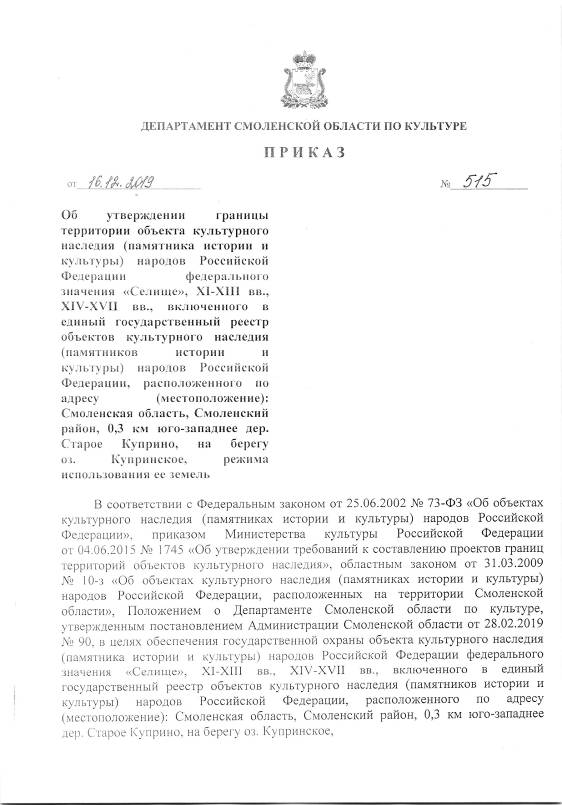 ДЕПАРТАМЕНТ СМОЛЕНСКОЙ ОБЛАСТИ ПО КУЛЬТУРЕ
ПРИКАЗ
от 16.12.2019 № 515
Об утверждении границы
территории объекта культурного
наследия (памятника истории и
культуры) народов Российской
Федерации федерального
значения «Селище», XI-XIII вв.,
XIV-XVII вв., включенного в
единый государственный реестр
объектов культурного наследия
(памятников истории и
культуры) народов Российской
Федерации, расположенного по
адресу (местоположение):
Смоленская область, Смоленский
район, 0,3 км юго-западнее дер.
Старое Куприно, на берегу
оз. Купринское, режима
использования ее земель
В соответствии с Федеральным законом от 25.06.2002 № 73-ФЗ «Об объектах
культурного наследия (памятниках истории и культуры) народов Российской
Федерации», приказом Министерства культуры Российской Федерации
от 04.06.2015 № 1745 «Об утверждении требований к составлению проектов границ
территорий объектов культурного наследия», областным законом от 31.03.2009
№ 10-з «Об объектах культурного наследия (памятниках истории и культуры)
народов Российской Федерации, расположенных на территории Смоленской
области», Положением о Департаменте Смоленской области по культуре,
утвержденным постановлением Администрации Смоленской области от 28.02.2019
№ 90, в целях обеспечения государственной охраны объекта культурного наследия
(памятника истории и культуры) народов Российской Федерации федерального
значения «Селище», XI-XIII вв., XIV-XVII вв., включенного в единый
государственный реестр объектов культурного наследия (памятников истории и
культуры) народов Российской Федерации, расположенного по адресу
(местоположение): Смоленская область, Смоленский район, 0,3 км юго-западнее
дер. Старое Куприно, на берегу оз. Купринское,